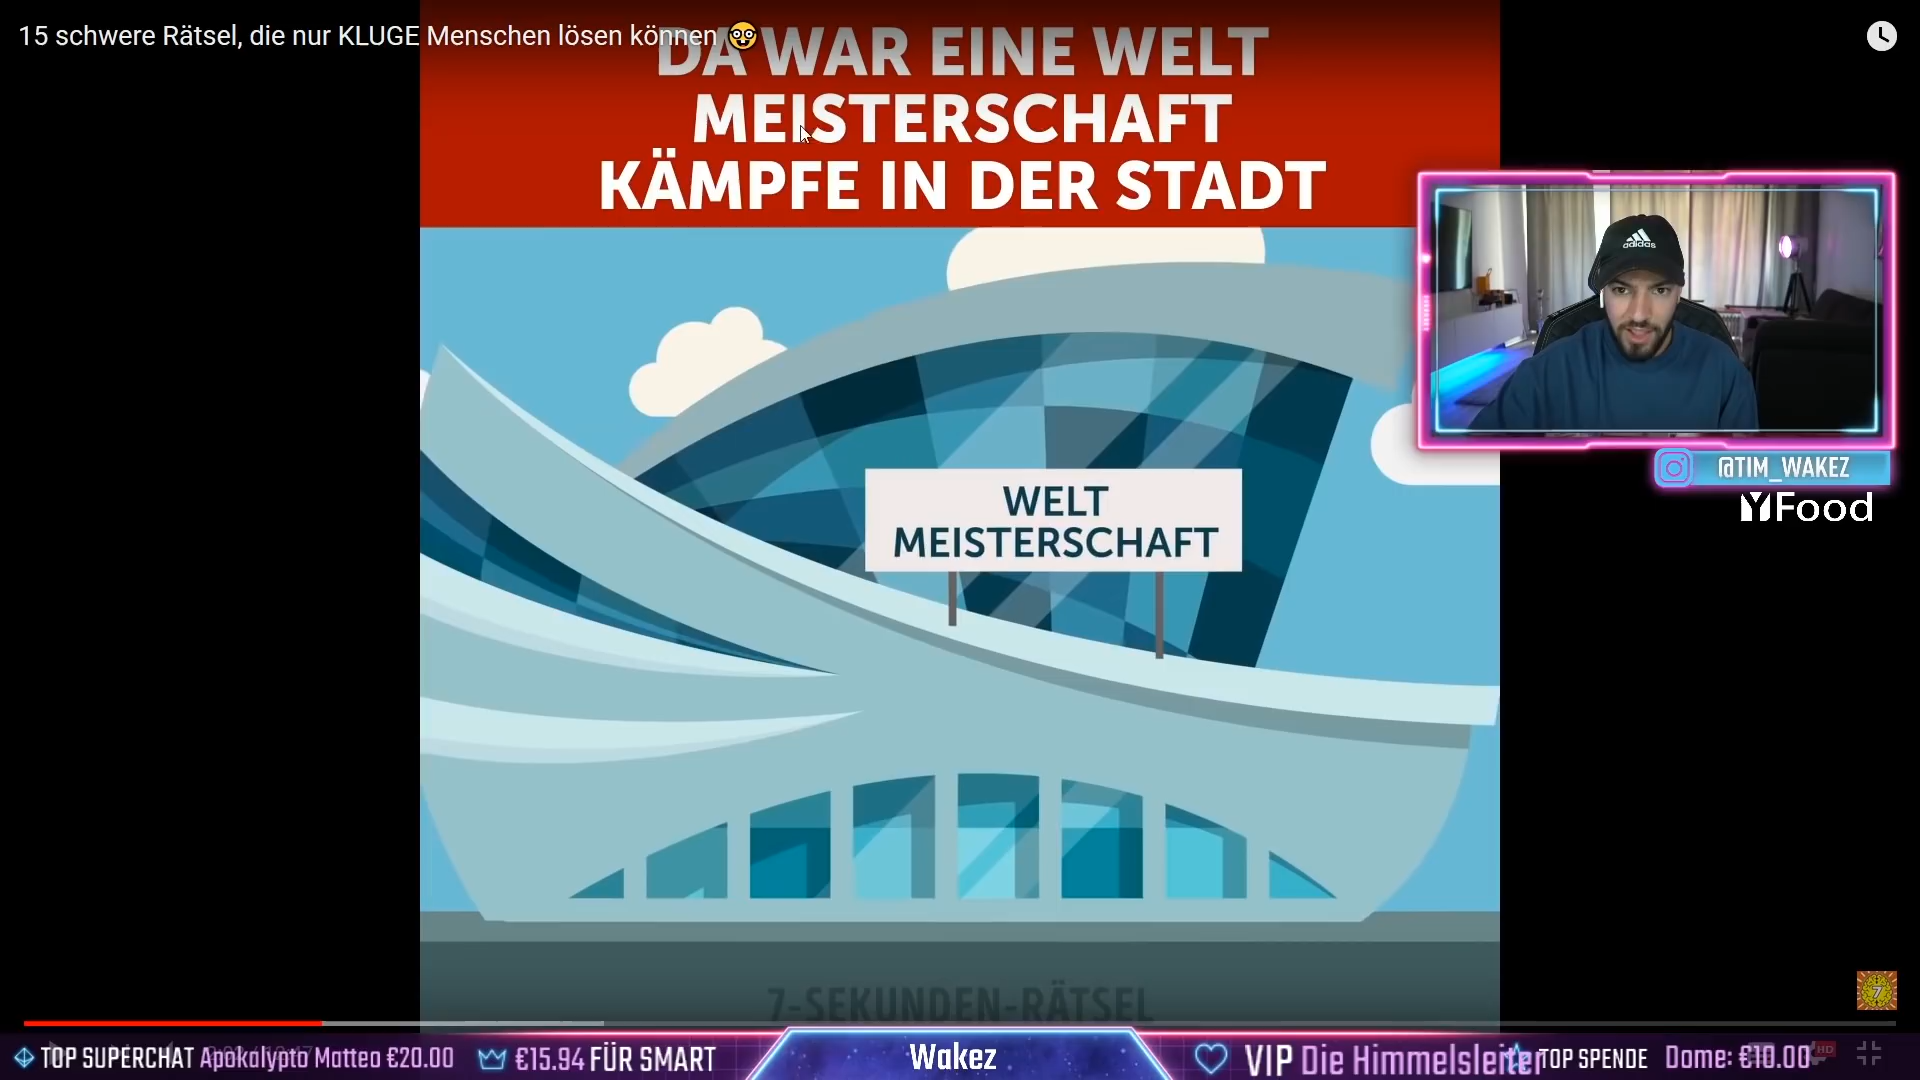 15 schwere Rätsel, die nur KLUGE Menschen lösen können 🤓
DA WAR EINE WELT
MEISTERSCHAFT
KÄMPFE IN DER STADT
adidas
@TIM_WAKEZ
YFood
WELT
MEISTERSCHAFT
7-SEKUNDEN-RÄTSEL
7
TOP SUPERCHAT Apokalypto Matteo €20.00
€15.94 FÜR SMART
Wakez
VIP Die Himmelsleiter
TOP SPENDE Dome: €10.00
HD